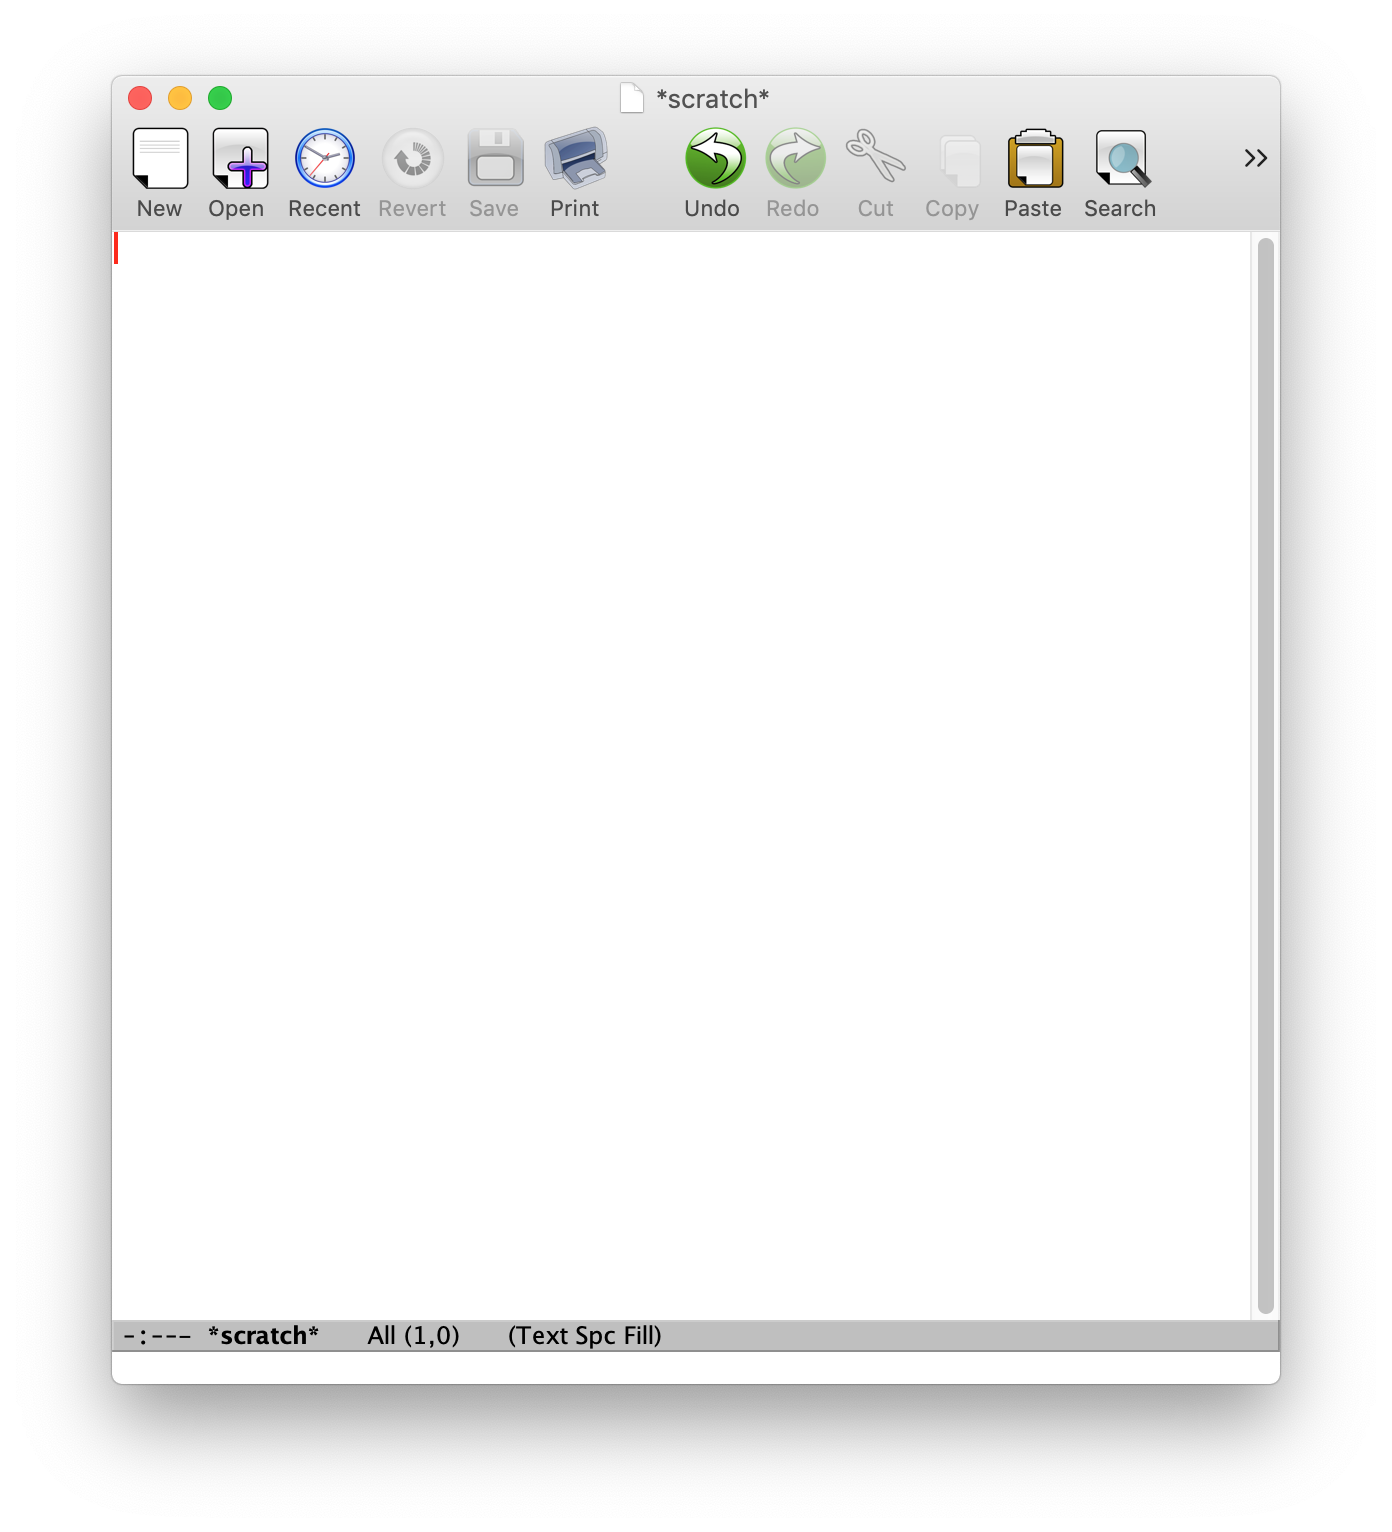 *scratch*
New Open Recent Revert Save Print Undo Redo Cut Copy Paste Search
-:--- *scratch* All (1,0) (Text Spc Fill)